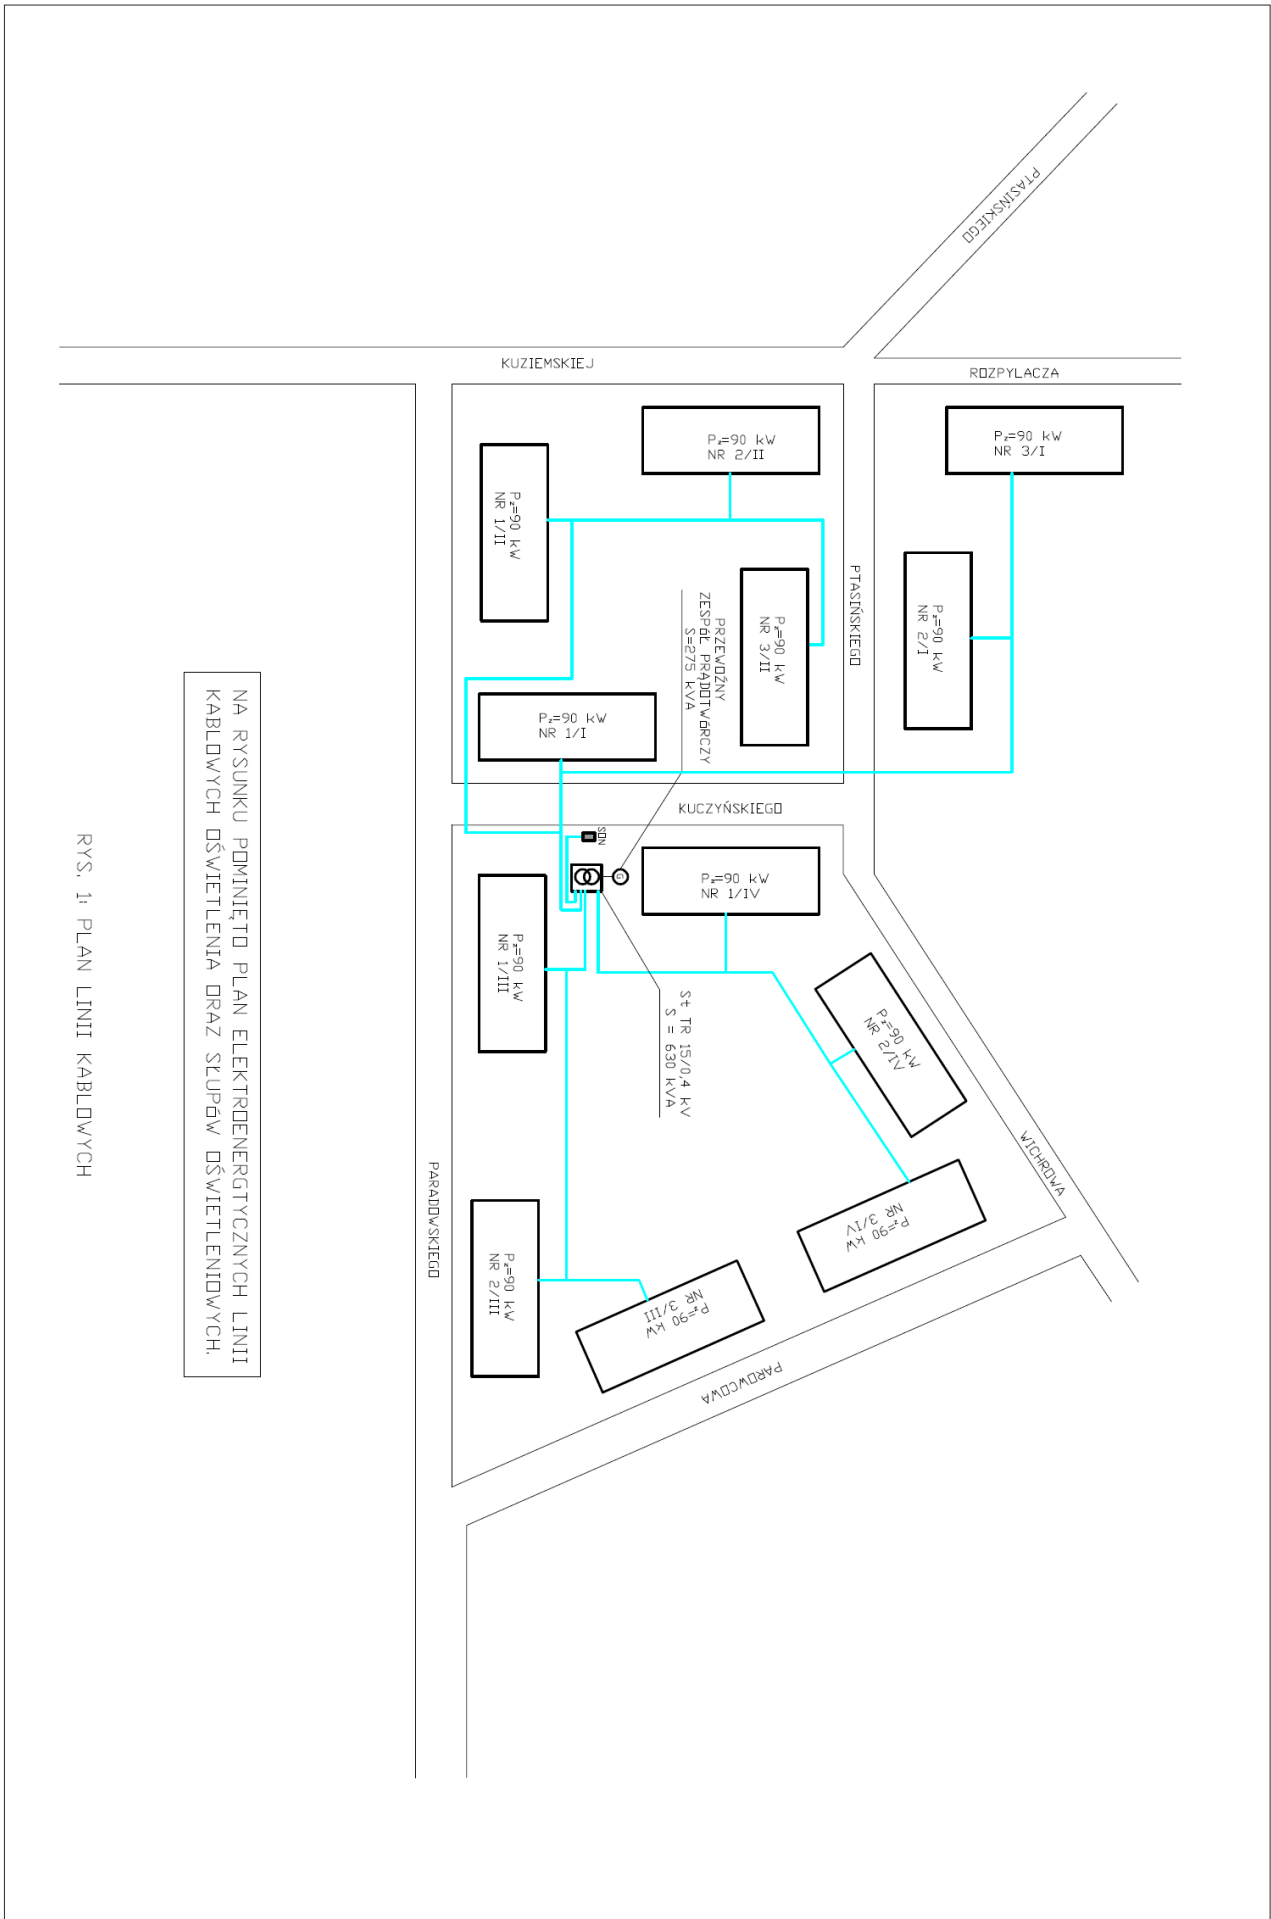 PTASIŃSKIEGO
KUZIEMSKIEJ
ROZPYLACZA
Pz=90 kW
NR 2/II
Pz=90 kW
NR 3/I
Pz=90 kW
NR 1/II
PTASIŃSKIEGO
Pz=90 kW
NR 3/II
Pz=90 kW
NR 2/I
PRZEWOŹNY
ZESPÓŁ PRĄDOTWÓRCZY
S=275 kVA
Pz=90 kW
NR 1/I
KUCZYŃSKIEGO
SON
G
Pz=90 kW
NR 1/IV
Pz=90 kW
NR 1/III
St TR 15/0,4 kV
S = 630 kVA
Pz=90 kW
NR 2/IV
WICHROWA
PARADOWSKIEGO
Pz=90 kW
NR 3/IV
Pz=90 kW
NR 2/III
Pz=90 kW
NR 3/III
PAROWCOWA
NA RYSUNKU POMINIĘTO PLAN ELEKTROENERGTYCZNYCH LINII
KABLOWYCH OŚWIETLENIA ORAZ SŁUPÓW OŚWIETLENIOWYCH.
RYS. 1: PLAN LINII KABLOWYCH